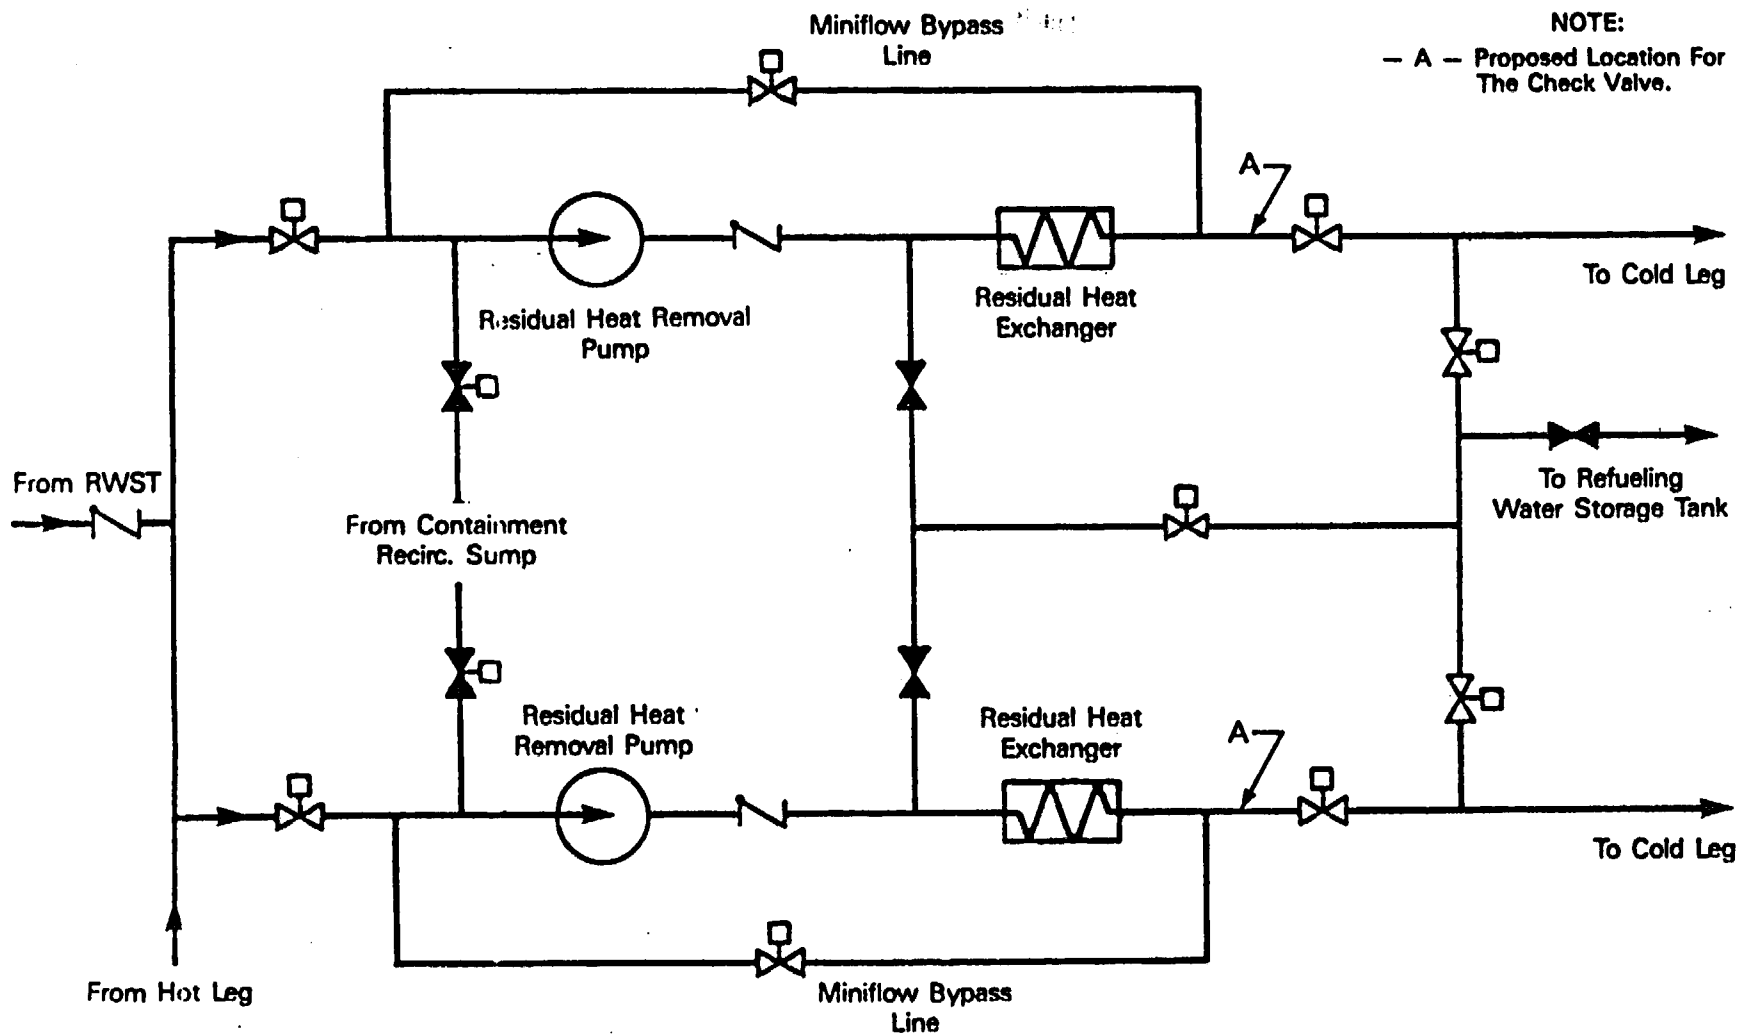 Miniflow Bypass
Line
NOTE:
— A — Proposed Location For
The Check Valve.
A
To Cold Leg
Residual Heat Removal
Pump
Residual Heat
Exchanger
From RWST
From Containment
Recirc. Sump
To Refueling
Water Storage Tank
Residual Heat
Removal Pump
Residual Heat
Exchanger
A
To Cold Leg
From Hot Leg
Miniflow Bypass
Line